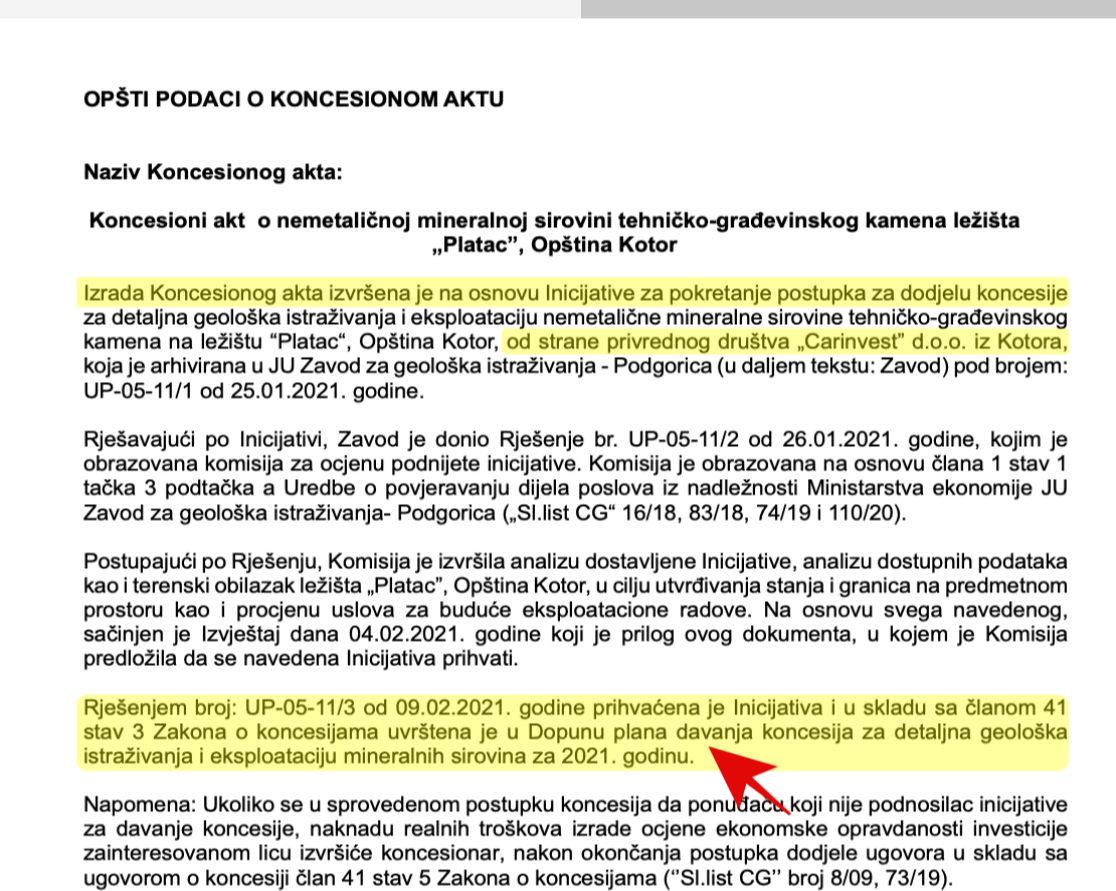 OPŠTI PODACI O KONCESIONOM AKTU
Naziv Koncesionog akta:
Koncesioni akt o nemetaličnoj mineralnoj sirovini tehničko-građevinskog kamena ležišta
„Platac”, Opština Kotor
Izrada Koncesionog akta izvršena je na osnovu Inicijative za pokretanje postupka za dodjelu koncesije
za detaljna geološka istraživanja i eksploataciju nemetalične mineralne sirovine tehničko-građevinskog
kamena na ležištu “Platac“, Opština Kotor, od strane privrednog društva „Carinvest” d.o.o. iz Kotora,
koja je arhivirana u JU Zavod za geološka istraživanja - Podgorica (u daljem tekstu: Zavod) pod brojem:
UP-05-11/1 od 25.01.2021. godine.
Rješavajući po Inicijativi, Zavod je donio Rješenje br. UP-05-11/2 od 26.01.2021. godine, kojim je
obrazovana komisija za ocjenu podnijete inicijative. Komisija je obrazovana na osnovu člana 1 stav 1
tačka 3 podtačka a Uredbe o povjeravanju dijela poslova iz nadležnosti Ministarstva ekonomije JU
Zavod za geološka istraživanja- Podgorica („Sl.list CG“ 16/18, 83/18, 74/19 i 110/20).
Postupajući po Rješenju, Komisija je izvršila analizu dostavljene Inicijative, analizu dostupnih podataka
kao i terenski obilazak ležišta „Platac”, Opština Kotor, u cilju utvrđivanja stanja i granica na predmetnom
prostoru kao i procjenu uslova za buduće eksploatacione radove. Na osnovu svega navedenog,
sačinjen je Izvještaj dana 04.02.2021. godine koji je prilog ovog dokumenta, u kojem je Komisija
predložila da se navedena Inicijativa prihvati.
Rješenjem broj: UP-05-11/3 od 09.02.2021. godine prihvaćena je Inicijativa i u skladu sa članom 41
stav 3 Zakona o koncesijama uvrštena je u Dopunu plana davanja koncesija za detaljna geološka
istraživanja i eksploataciju mineralnih sirovina za 2021. godinu.
Napomena: Ukoliko se u sprovedenom postupku koncesija da ponuđaču koji nije podnosilac inicijative
za davanje koncesije, naknadu realnih troškova izrade ocjene ekonomske opravdanosti investicije
zainteresovanom licu izvršiće koncesionar, nakon okončanja postupka dodjele ugovora u skladu sa
ugovorom o koncesiji član 41 stav 5 Zakona o koncesijama (‘’Sl.list CG’’ broj 8/09, 73/19).